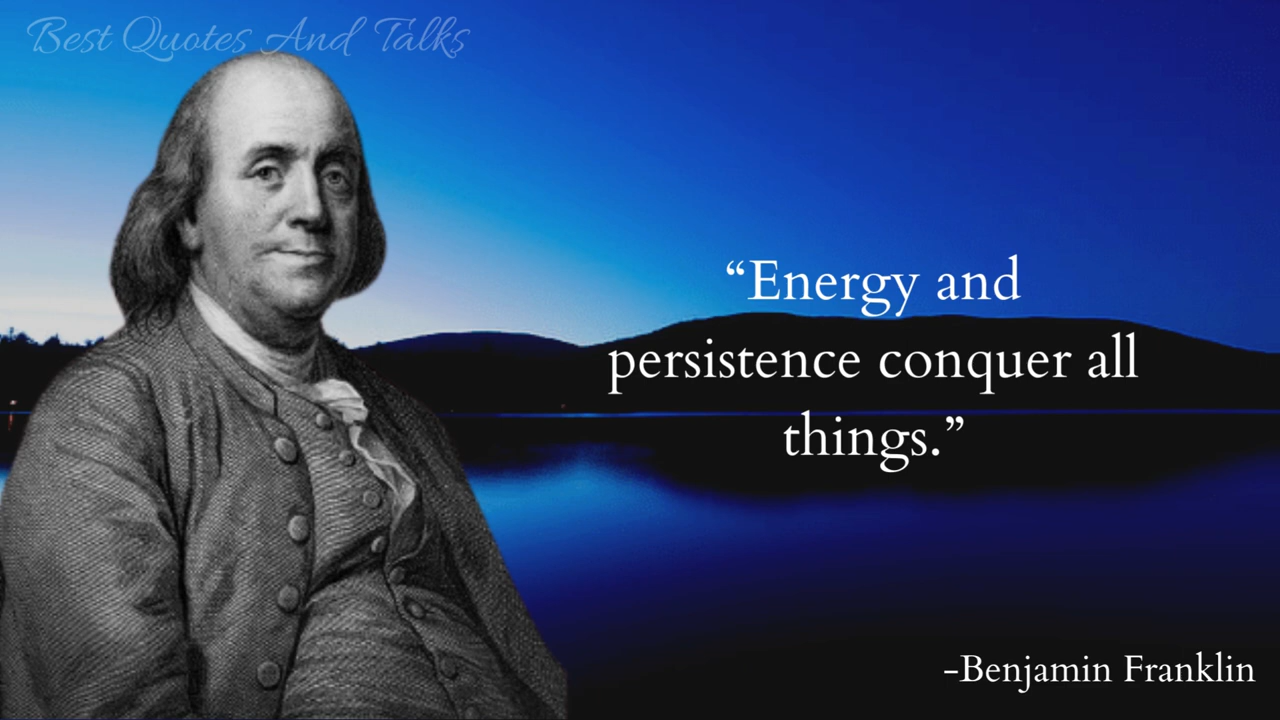 Best Quotes And Talks
“Energy and
persistence conquer all
things.”
-Benjamin Franklin